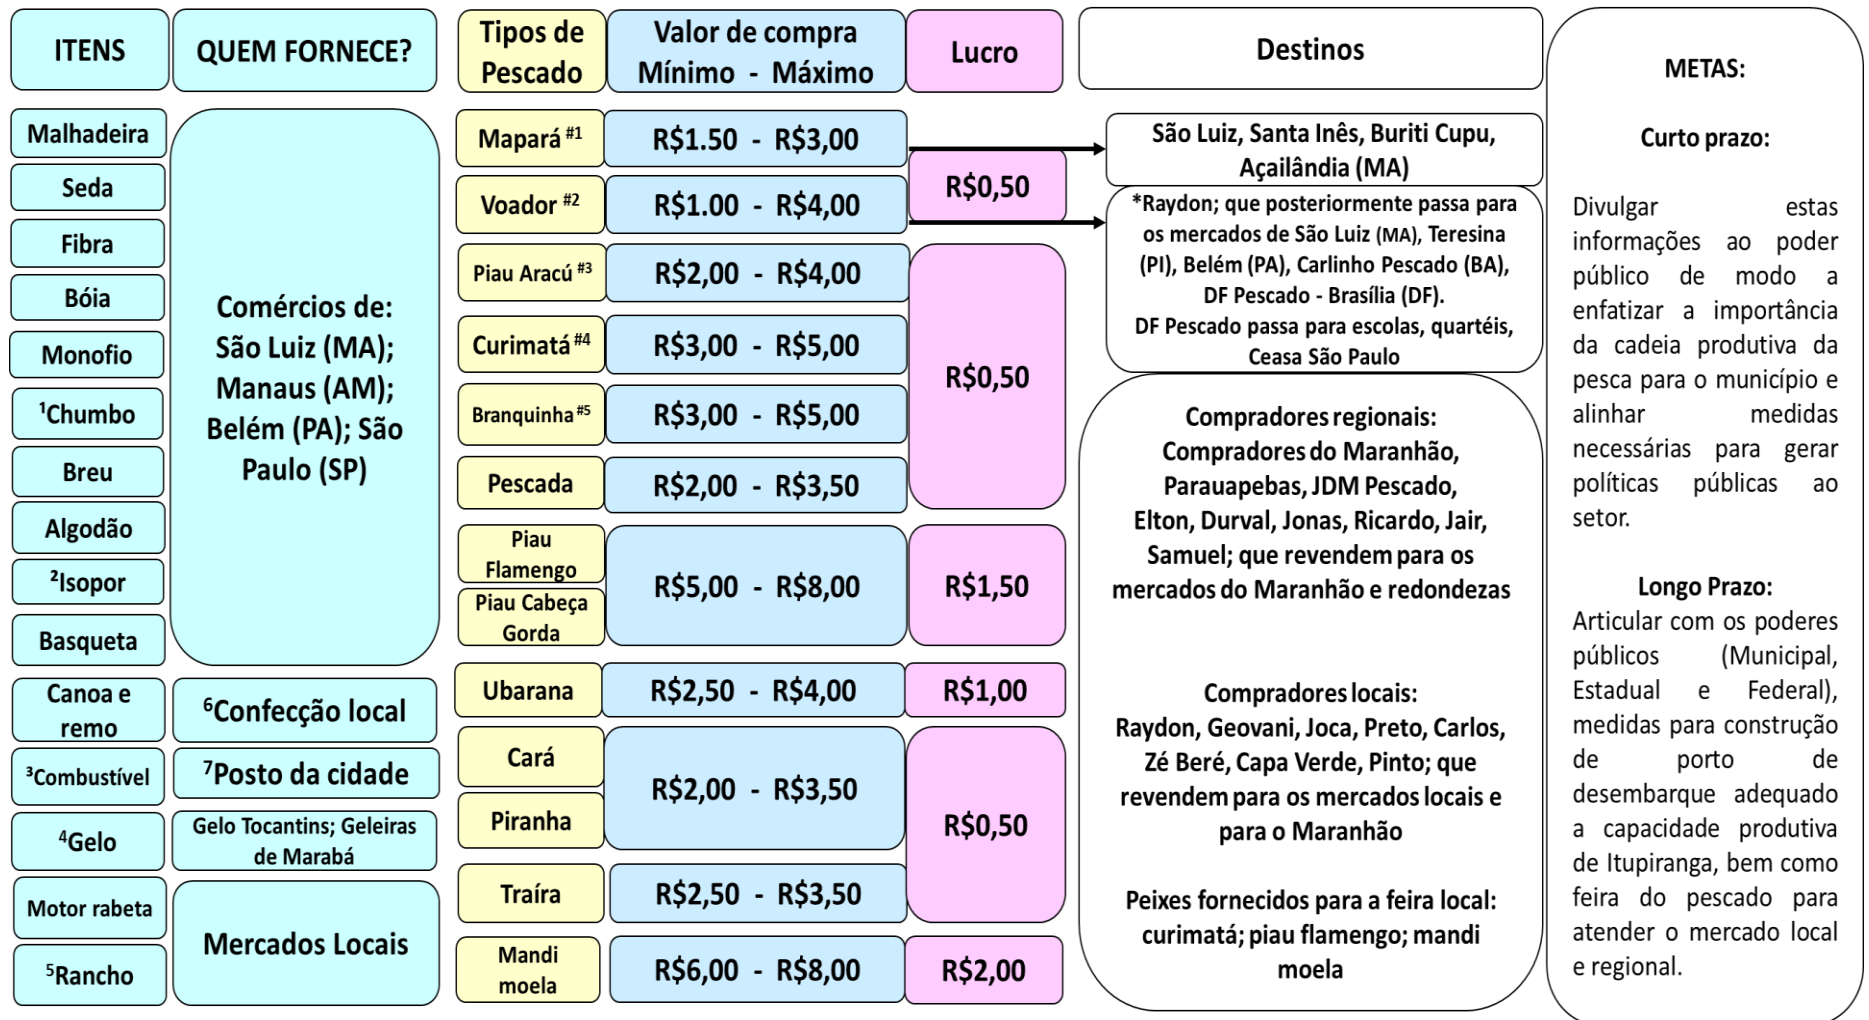 ITENS
QUEM FORNECE?
Malhadeira
Seda
Fibra
Bóia
Monofio
¹Chumbo
Breu
Algodão
²Isopor
Basqueta
Comércios de:
São Luiz (MA);
Manaus (AM);
Belém (PA); São
Paulo (SP)
Canoa e
remo
⁶Confecção local
³Combustível
⁷Posto da cidade
⁴Gelo
Gelo Tocantins; Geleiras
de Marabá
Motor rabeta
⁵Rancho
Mercados Locais
Tipos de
Pescado
Valor de compra
Mínimo - Máximo
Lucro
Mapará #1
R$1.50 - R$3,00
Voador #2
R$1.00 - R$4,00
R$0,50
Piau Aracú #3
R$2,00 - R$4,00
Curimatá #4
R$3,00 - R$5,00
Branquinha #5
R$3,00 - R$5,00
Pescada
R$2,00 - R$3,50
R$0,50
Piau
Flamengo
Piau Cabeça
Gorda
R$5,00 - R$8,00
R$1,50
Ubarana
R$2,50 - R$4,00
R$1,00
Cará
Piranha
R$2,00 - R$3,50
Traíra
R$2,50 - R$3,50
R$0,50
Mandi
moela
R$6,00 - R$8,00
R$2,00
Destinos
São Luiz, Santa Inês, Buriti Cupu,
Açailândia (MA)
*Raydon; que posteriormente passa para
os mercados de São Luiz (MA), Teresina
(PI), Belém (PA), Carlinho Pescado (BA),
DF Pescado - Brasília (DF).
DF Pescado passa para escolas, quartéis,
Ceasa São Paulo
Compradores regionais:
Compradores do Maranhão,
Parauapebas, JDM Pescado,
Elton, Durval, Jonas, Ricardo, Jair,
Samuel; que revendem para os
mercados do Maranhão e redondezas
Compradores locais:
Raydon, Geovani, Joca, Preto, Carlos,
Zé Beré, Capa Verde, Pinto; que
revendem para os mercados locais e
para o Maranhão
Peixes fornecidos para a feira local:
curimatá; piau flamengo; mandi
moela
METAS:
Curto prazo:
Divulgar estas
informações ao poder
público de modo a
enfatizar a importância
da cadeia produtiva da
pesca para o município e
alinhar medidas
necessárias para gerar
políticas públicas ao
setor.
Longo Prazo:
Articular com os poderes
públicos (Municipal,
Estadual e Federal),
medidas para construção
de porto de
desembarque adequado
a capacidade produtiva
de Itupiranga, bem como
feira do pescado para
atender o mercado local
e regional.